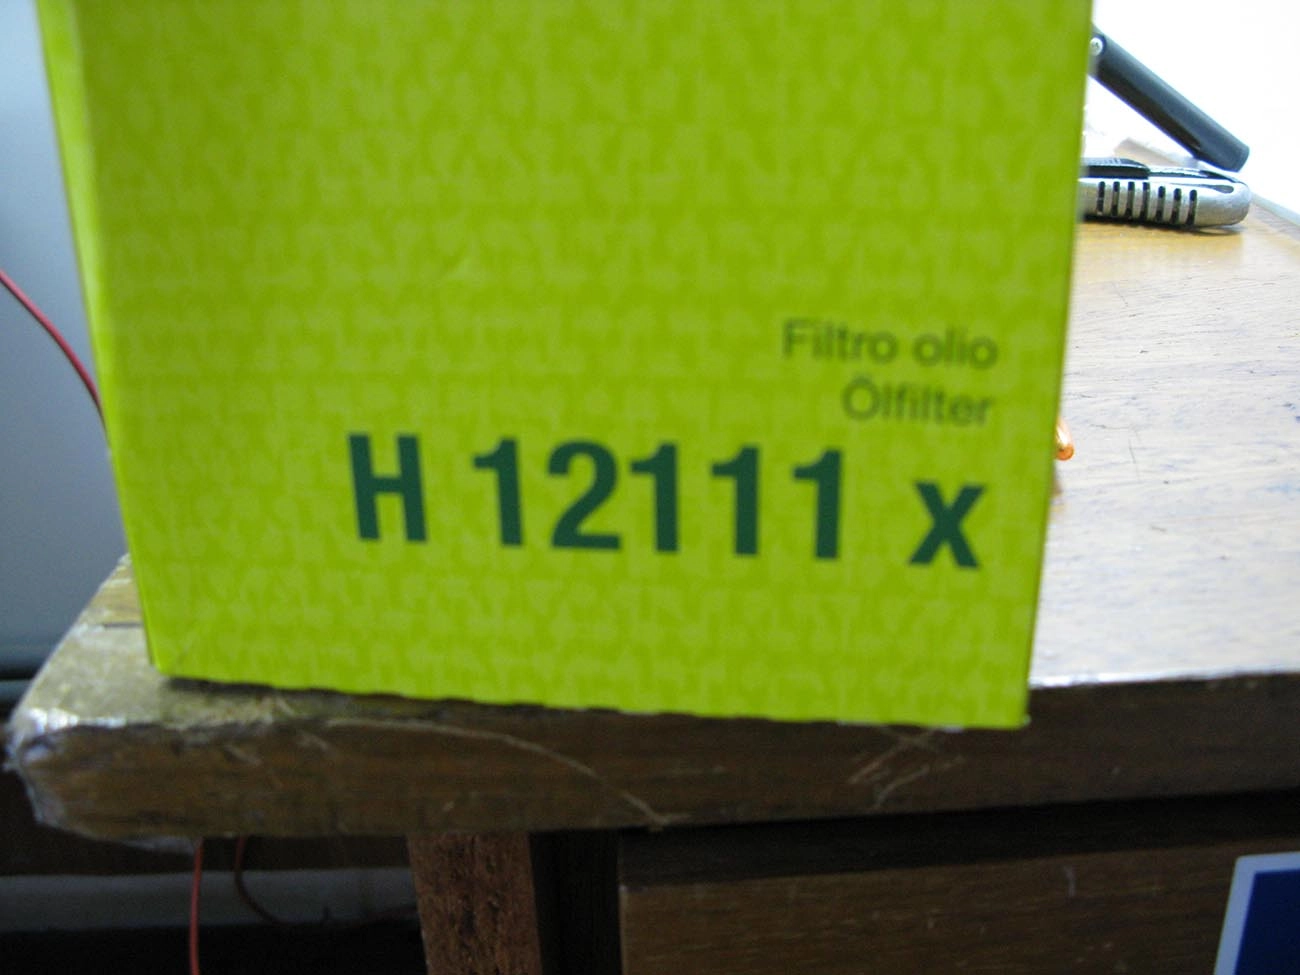 Filtro olio
Ölfilter
H 12111 x